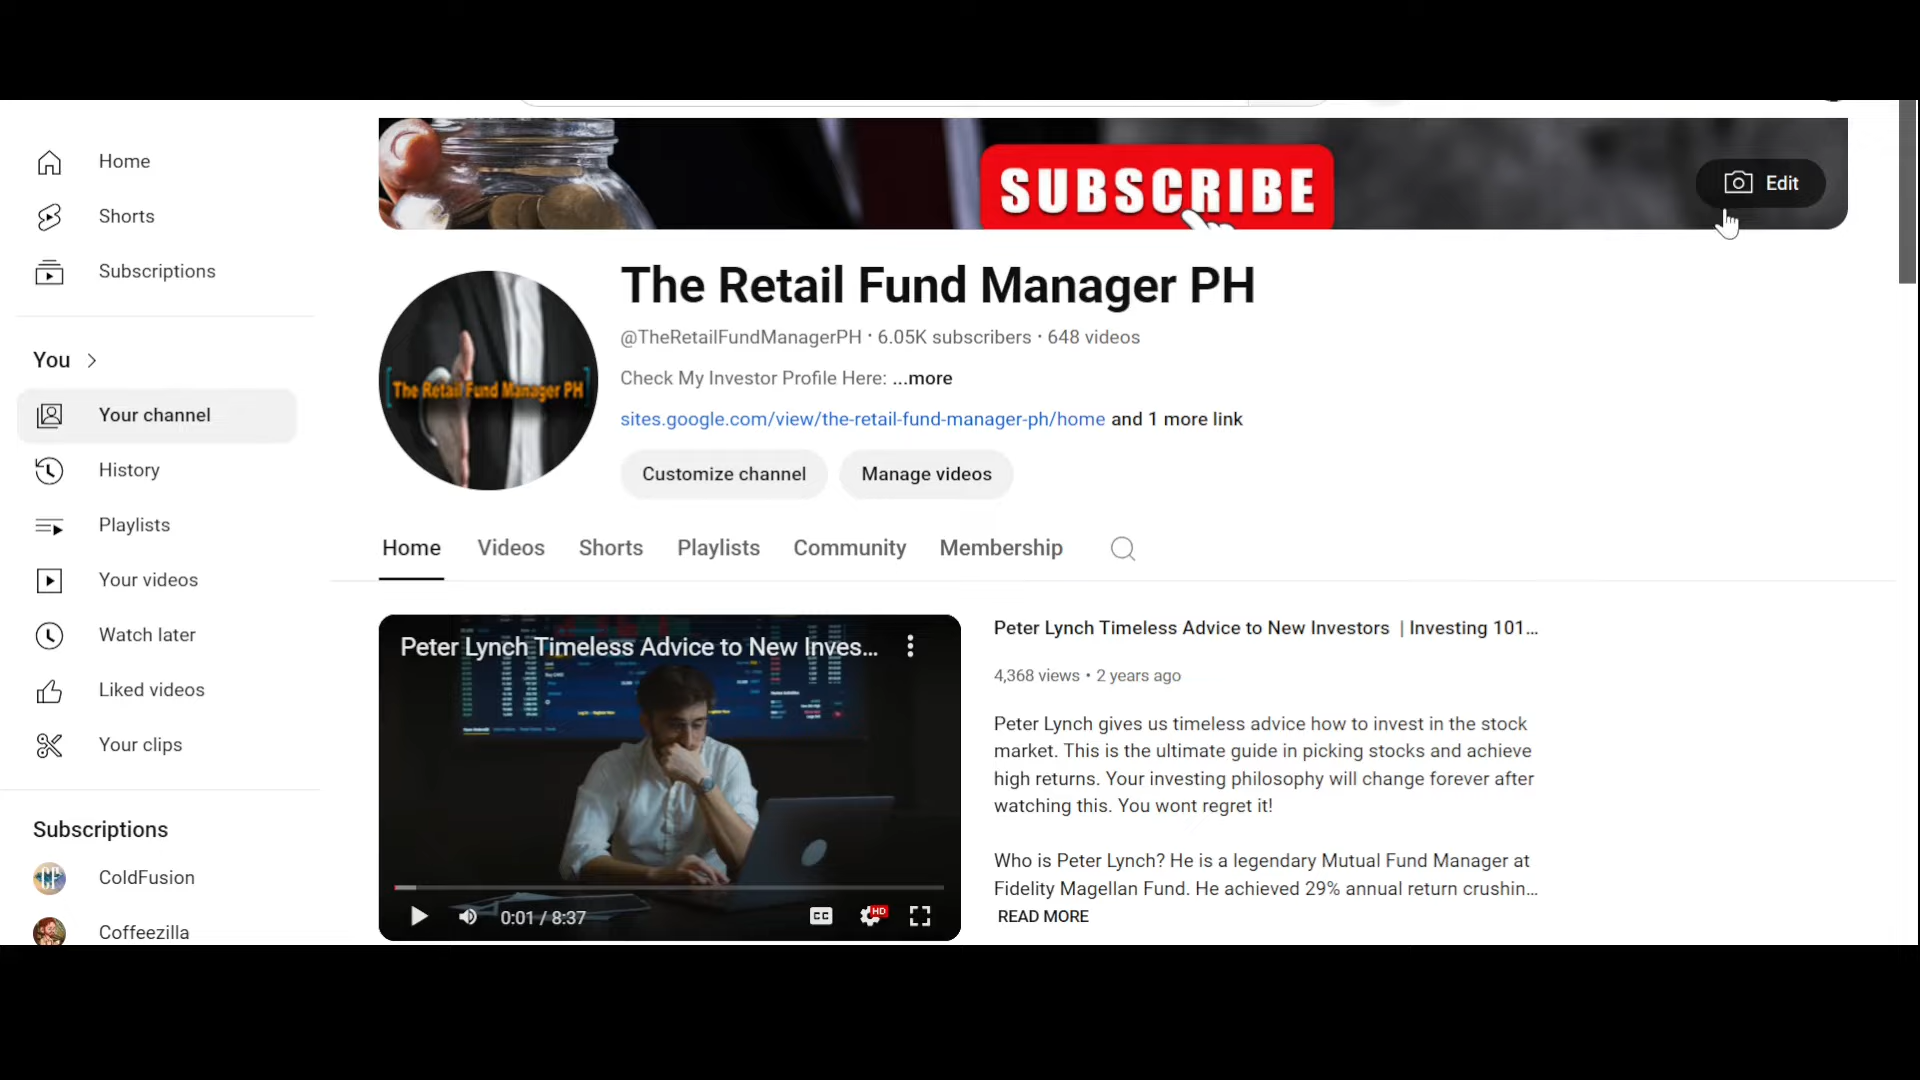 Home
Shorts
Subscriptions
You
Your channel
History
Playlists
Your videos
Watch later
Liked videos
Your clips
Subscriptions
ColdFusion
Coffeezilla
SUBSCRIBE
Edit
The Retail Fund Manager PH
The Retail Fund Manager PH
@TheRetailFundManagerPH • 6.05K subscribers • 648 videos
Check My Investor Profile Here: ...more
sites.google.com/view/the-retail-fund-manager-ph/home and 1 more link
Customize channel Manage videos
Home Videos Shorts Playlists Community Membership
Peter Lynch Timeless Advice to New Inves...
0:01 / 8:37
CC
HD
Peter Lynch Timeless Advice to New Investors | Investing 101...
4,368 views • 2 years ago
Peter Lynch gives us timeless advice how to invest in the stock
market. This is the ultimate guide in picking stocks and achieve
high returns. Your investing philosophy will change forever after
watching this. You wont regret it!
Who is Peter Lynch? He is a legendary Mutual Fund Manager at
Fidelity Magellan Fund. He achieved 29% annual return crushin...
READ MORE